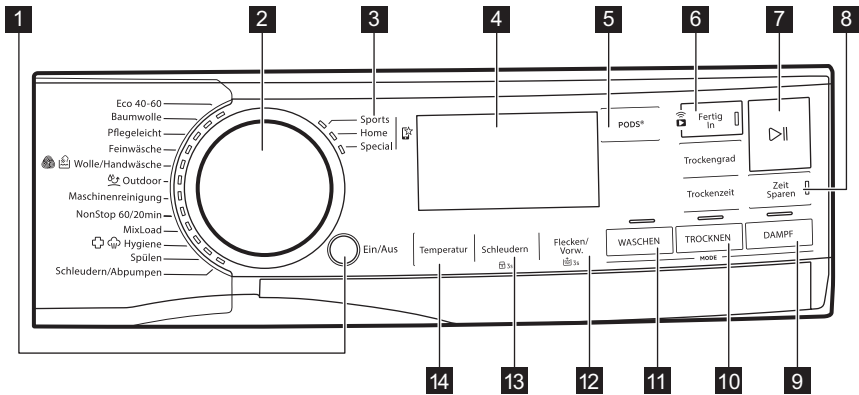 1
2
3
4
5
6
7
8
Eco 40-60
Baumwolle
Pflegeleicht
Feinwäsche
Wolle/Handwäsche
Outdoor
Maschinenreinigung
NonStop 60/20min
MixLoad
Hygiene
Spülen
Schleudern/Abpumpen
Sports
Home
Special
Ein/Aus
Temperatur
Schleudern
3s
Flecken/
Vorw.
3s
PODS®
Fertig
In
Trockengrad
Trockenzeit
Zeit
Sparen
WASCHEN
TROCKNEN
DAMPF
MODE
14
13
12
11
10
9